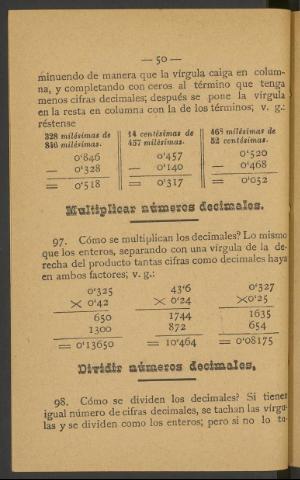 — 50 —
minuendo de manera que la vírgula caiga en colum-
na, y completando con ceros al término que tenga
menos cifras decimales; después se pone la vírgula
en la resta en columna con la de los términos; v. g.:
réstense
328 milésimas de 14 centésimas de 468 milésimas de
846 milésimas. 457 milésimas. 52 centésimas.
0'846 0'457 0'520
— 0'328 — 0'140 — 0'468
= 0'518 = 0'317 = 0'052
Multiplicar números decimales.
97. Cómo se multiplican los decimales? Lo mismo
que los enteros, separando con una vírgula de la de-
recha del producto tantas cifras como decimales haya
en ambos factores; v. g.:
0'325 43'6 0'327
× 0'42 × 0'24 ×0'25
650 1744 1635
1300 872 654
= 0'13650 = 10'464 = 0'08175
Dividir números decimales.
98. Cómo se dividen los decimales? Si tienen
igual número de cifras decimales, se tachan las vírgu-
las y se dividen como los enteros; pero si no lo tu-